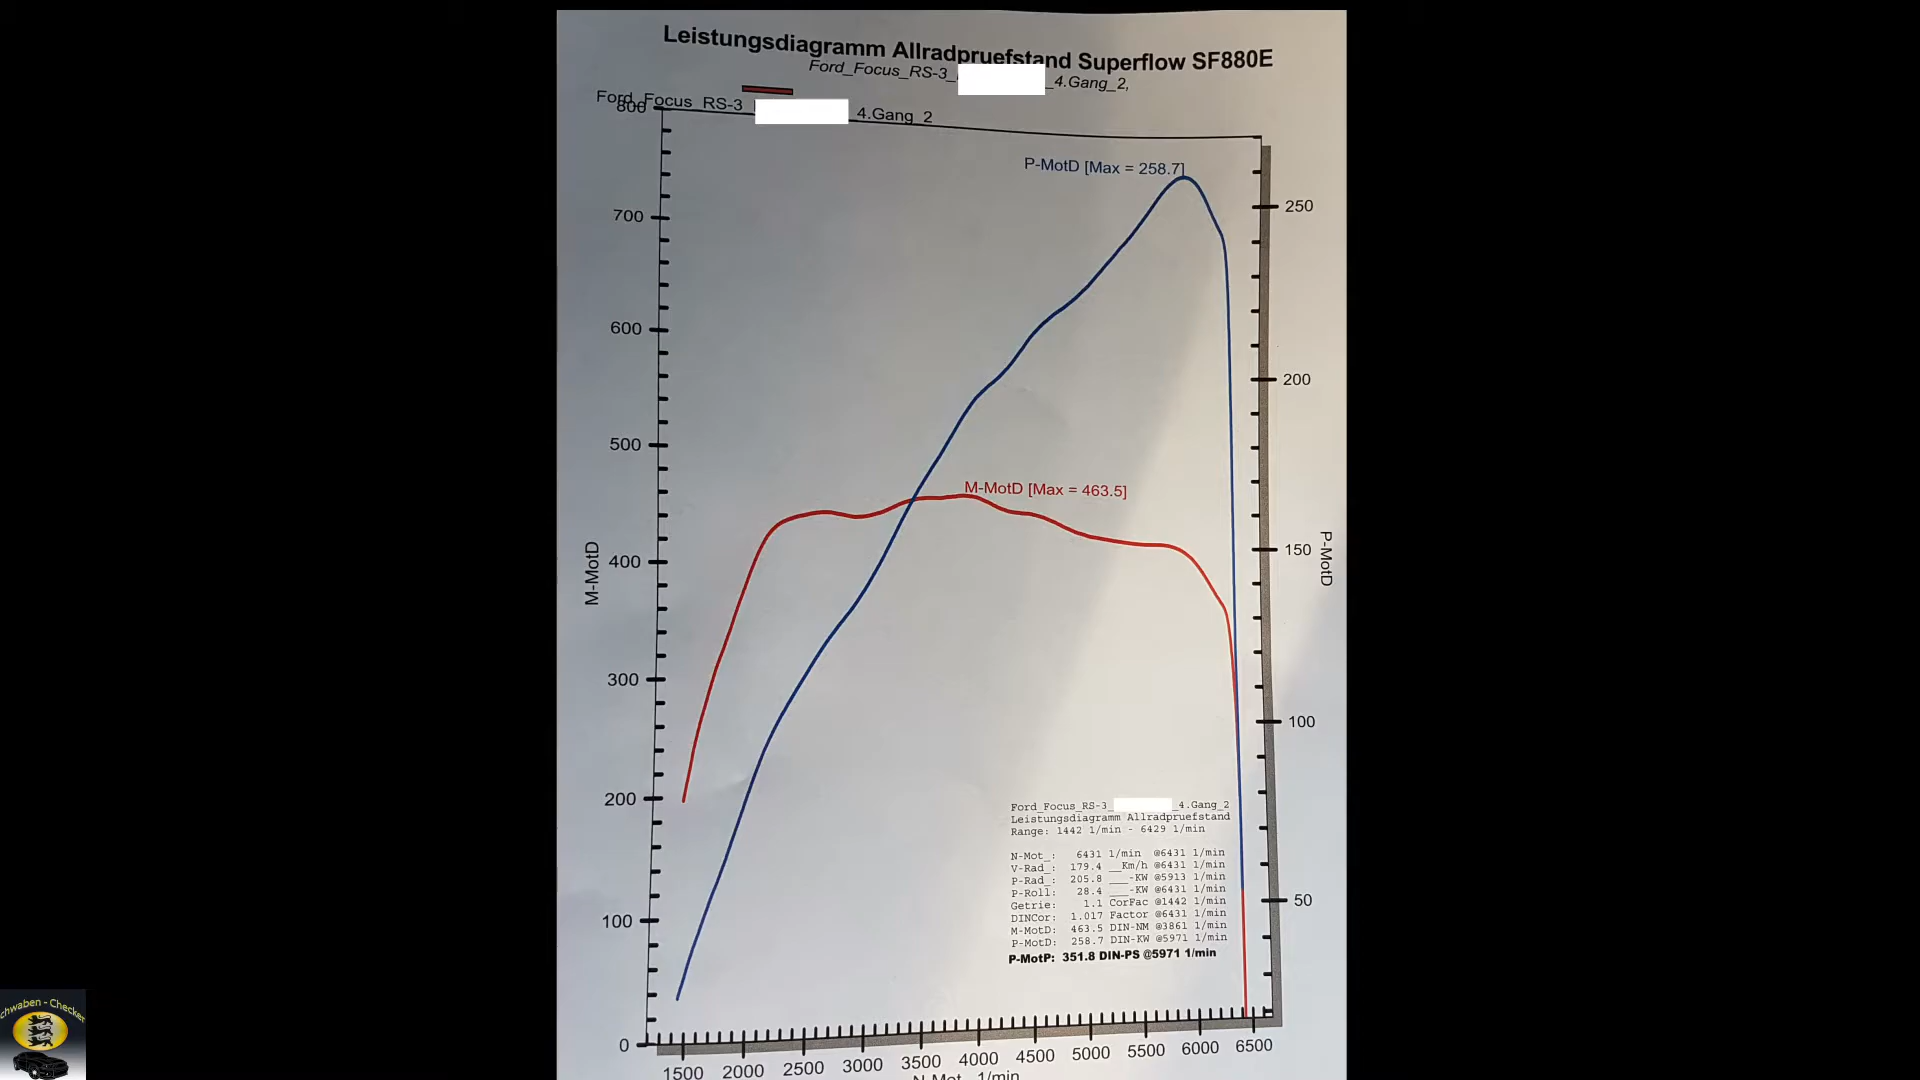 Leistungsdiagramm Allradpruefstand Superflow SF880E
Ford_Focus_RS-3_ _4.Gang_2,
Ford_Focus_RS-3 _4.Gang_2
800
700
600
500
400
300
200
100
0
M-MotD
P-MotD [Max = 258.7]
M-MotD [Max = 463.5]
250
200
150
100
50
P-MotD
Ford_Focus_RS-3_ _4.Gang_2
Leistungsdiagramm Allradpruefstand
Range: 1442 1/min - 6429 1/min
N-Mot_: 6431 1/min @6431 1/min
V-Rad_: 179.4 __Km/h @6431 1/min
P-Rad_: 205.8 ___-KW @5913 1/min
P-Roll: 28.4 ___-KW @6431 1/min
Getrie: 1.1 CorFac @1442 1/min
DINCor: 1.017 Factor @6431 1/min
M-MotD: 463.5 DIN-NM @3861 1/min
P-MotD: 258.7 DIN-KW @5971 1/min
P-MotP: 351.8 DIN-PS @5971 1/min
1500 2000 2500 3000 3500 4000 4500 5000 5500 6000 6500
N-Mot_ 1/min
chwaben - Checker